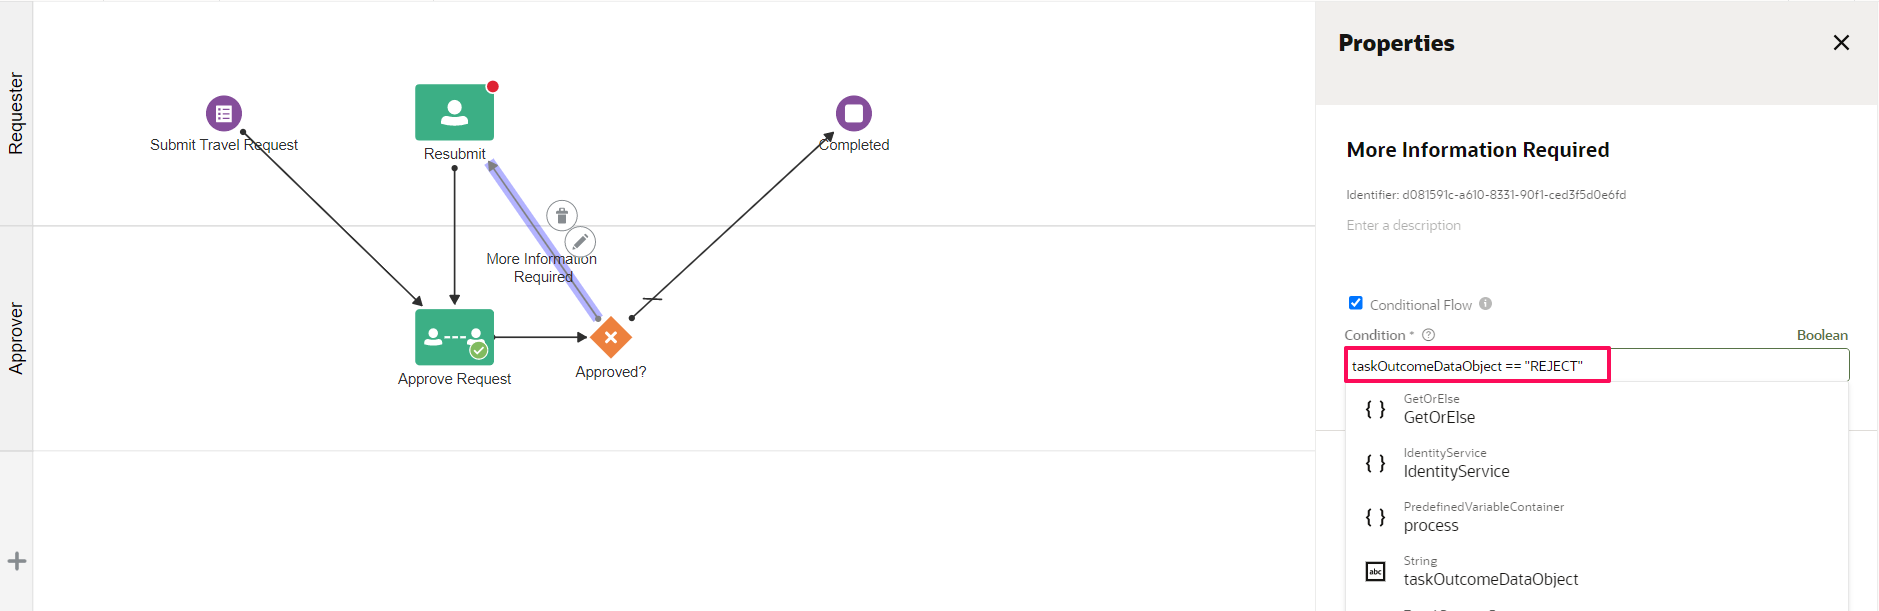 Requester
Submit Travel Request
Resubmit
Completed
More Information
Required
Approver
Approve Request
Approved?
Properties
More Information Required
Identifier: d081591c-a610-8331-90f1-ced3f5d0e6fd
Enter a description
Conditional Flow
Condition * Boolean
taskOutcomeDataObject == "REJECT"
GetOrElse
GetOrElse
IdentityService
IdentityService
PredefinedVariableContainer
process
String
abc
taskOutcomeDataObject